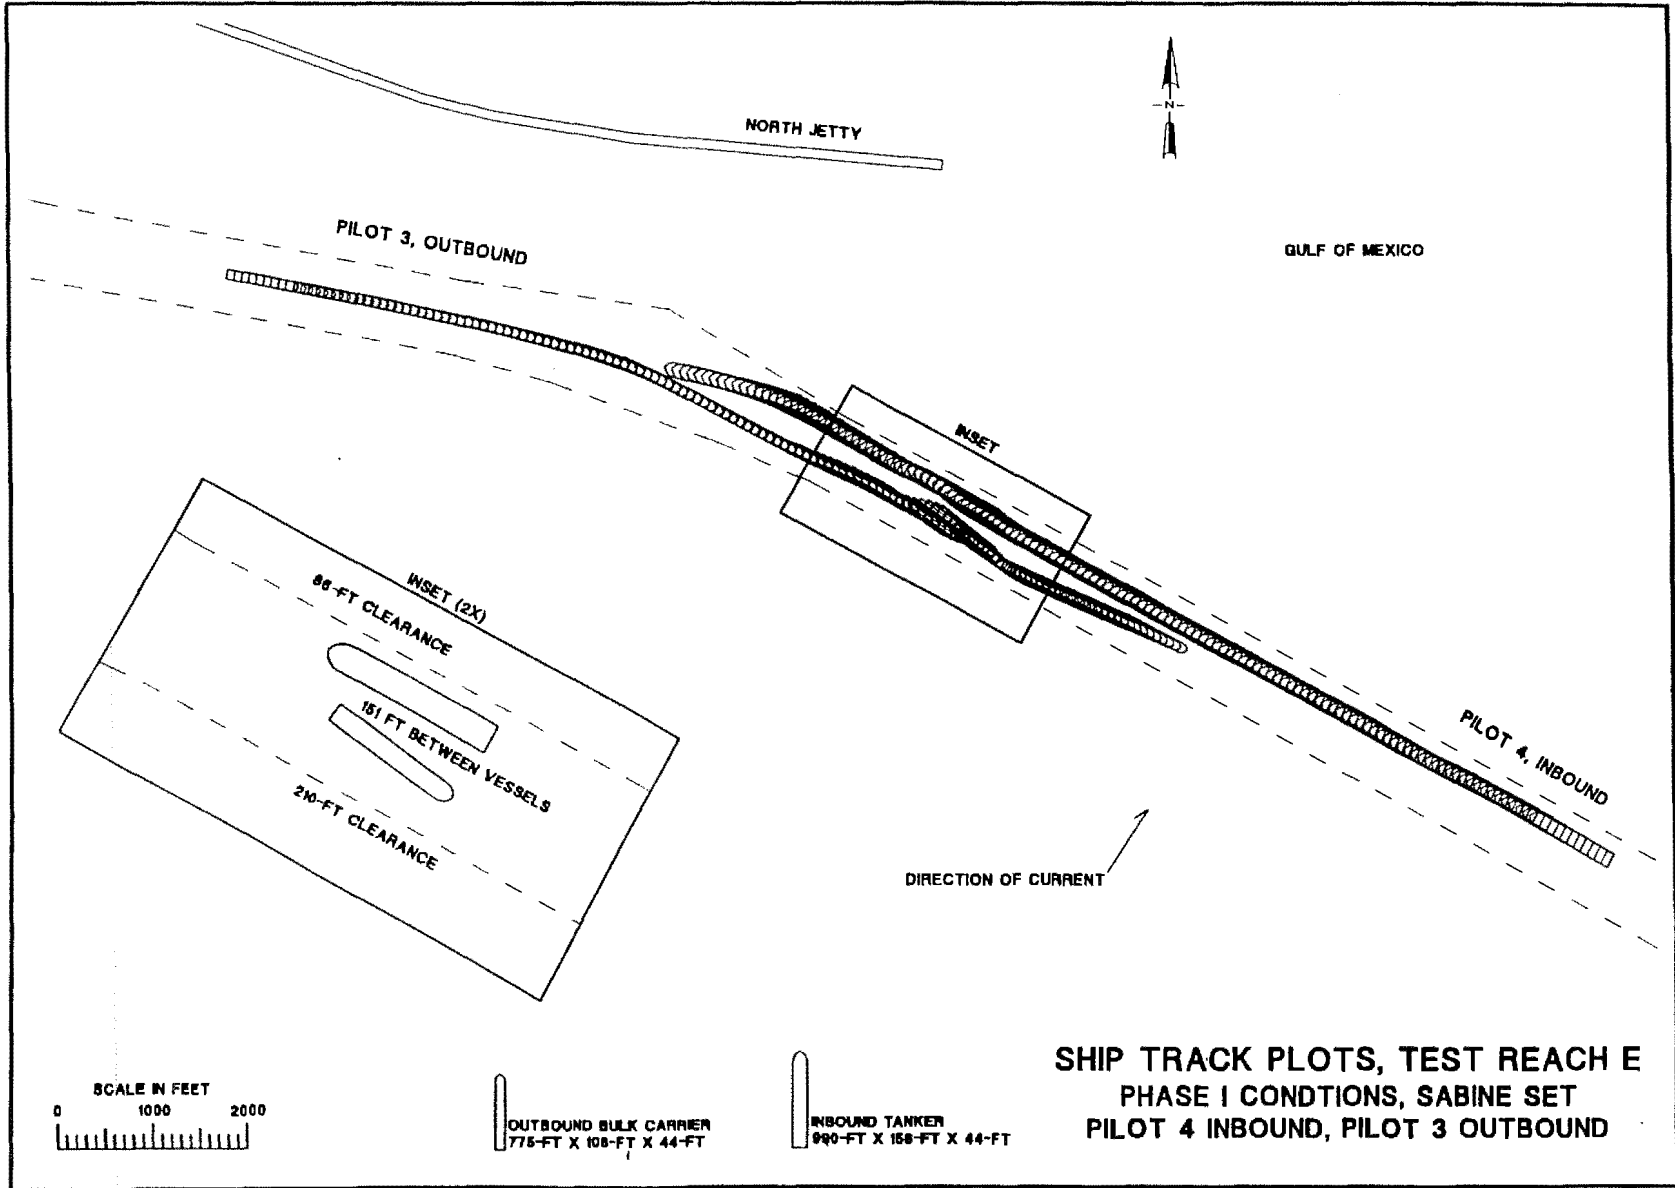 NORTH JETTY
N
PILOT 3, OUTBOUND
GULF OF MEXICO
INSET
INSET (2X)
86-FT CLEARANCE
151 FT BETWEEN VESSELS
210-FT CLEARANCE
PILOT 4, INBOUND
DIRECTION OF CURRENT
SCALE IN FEET
0 1000 2000
OUTBOUND BULK CARRIER
775-FT X 106-FT X 44-FT
INBOUND TANKER
990-FT X 156-FT X 44-FT
SHIP TRACK PLOTS, TEST REACH E
PHASE I CONDTIONS, SABINE SET
PILOT 4 INBOUND, PILOT 3 OUTBOUND